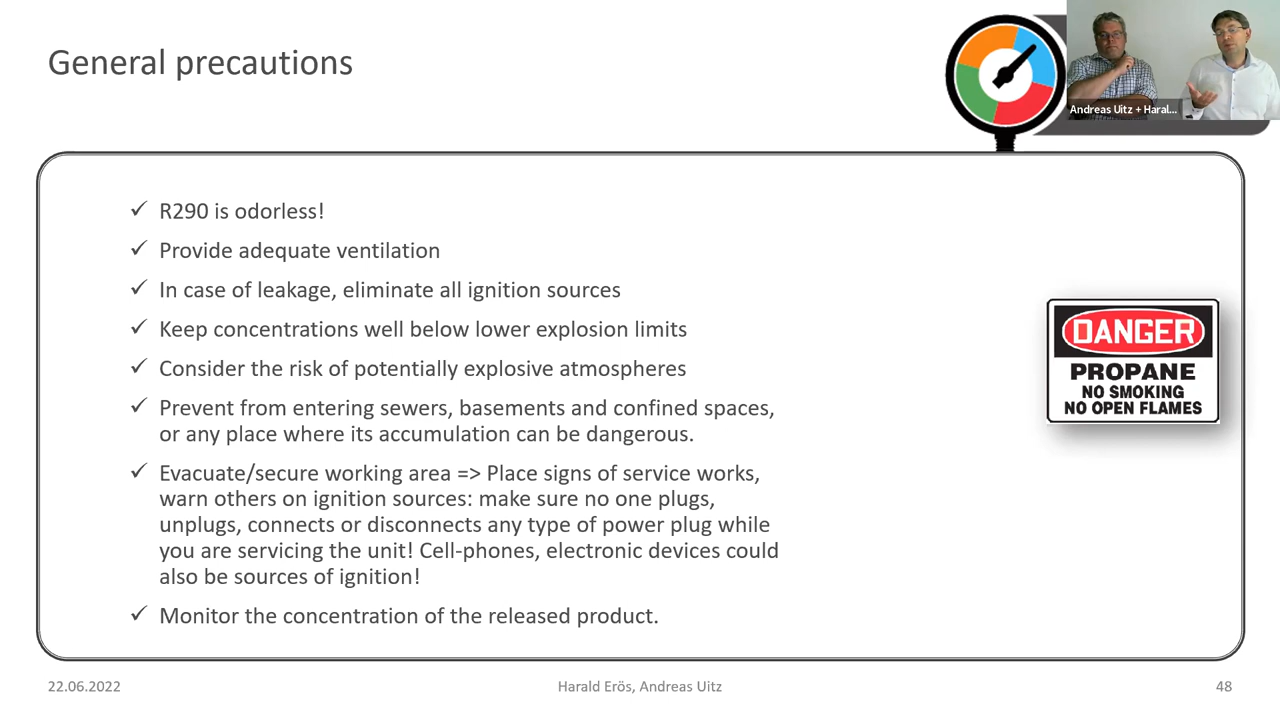 General precautions
Andreas Uitz + Haral...
✓ R290 is odorless!
✓ Provide adequate ventilation
✓ In case of leakage, eliminate all ignition sources
✓ Keep concentrations well below lower explosion limits
✓ Consider the risk of potentially explosive atmospheres
✓ Prevent from entering sewers, basements and confined spaces,
or any place where its accumulation can be dangerous.
✓ Evacuate/secure working area => Place signs of service works,
warn others on ignition sources: make sure no one plugs,
unplugs, connects or disconnects any type of power plug while
you are servicing the unit! Cell-phones, electronic devices could
also be sources of ignition!
✓ Monitor the concentration of the released product.
DANGER
PROPANE
NO SMOKING
NO OPEN FLAMES
22.06.2022
Harald Erös, Andreas Uitz
48